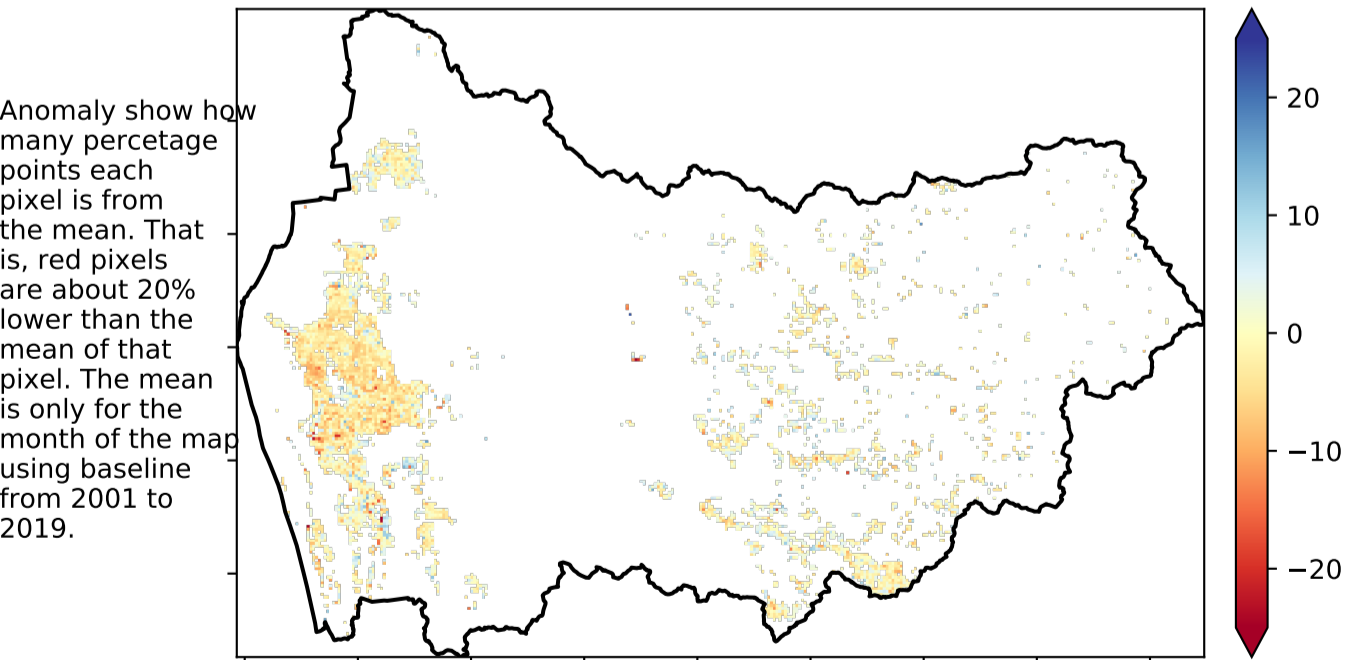 Anomaly show how
many percetage
points each
pixel is from
the mean. That
is, red pixels
are about 20%
lower than the
mean of that
pixel. The mean
is only for the
month of the map
using baseline
from 2001 to
2019.
20
10
0
−10
−20